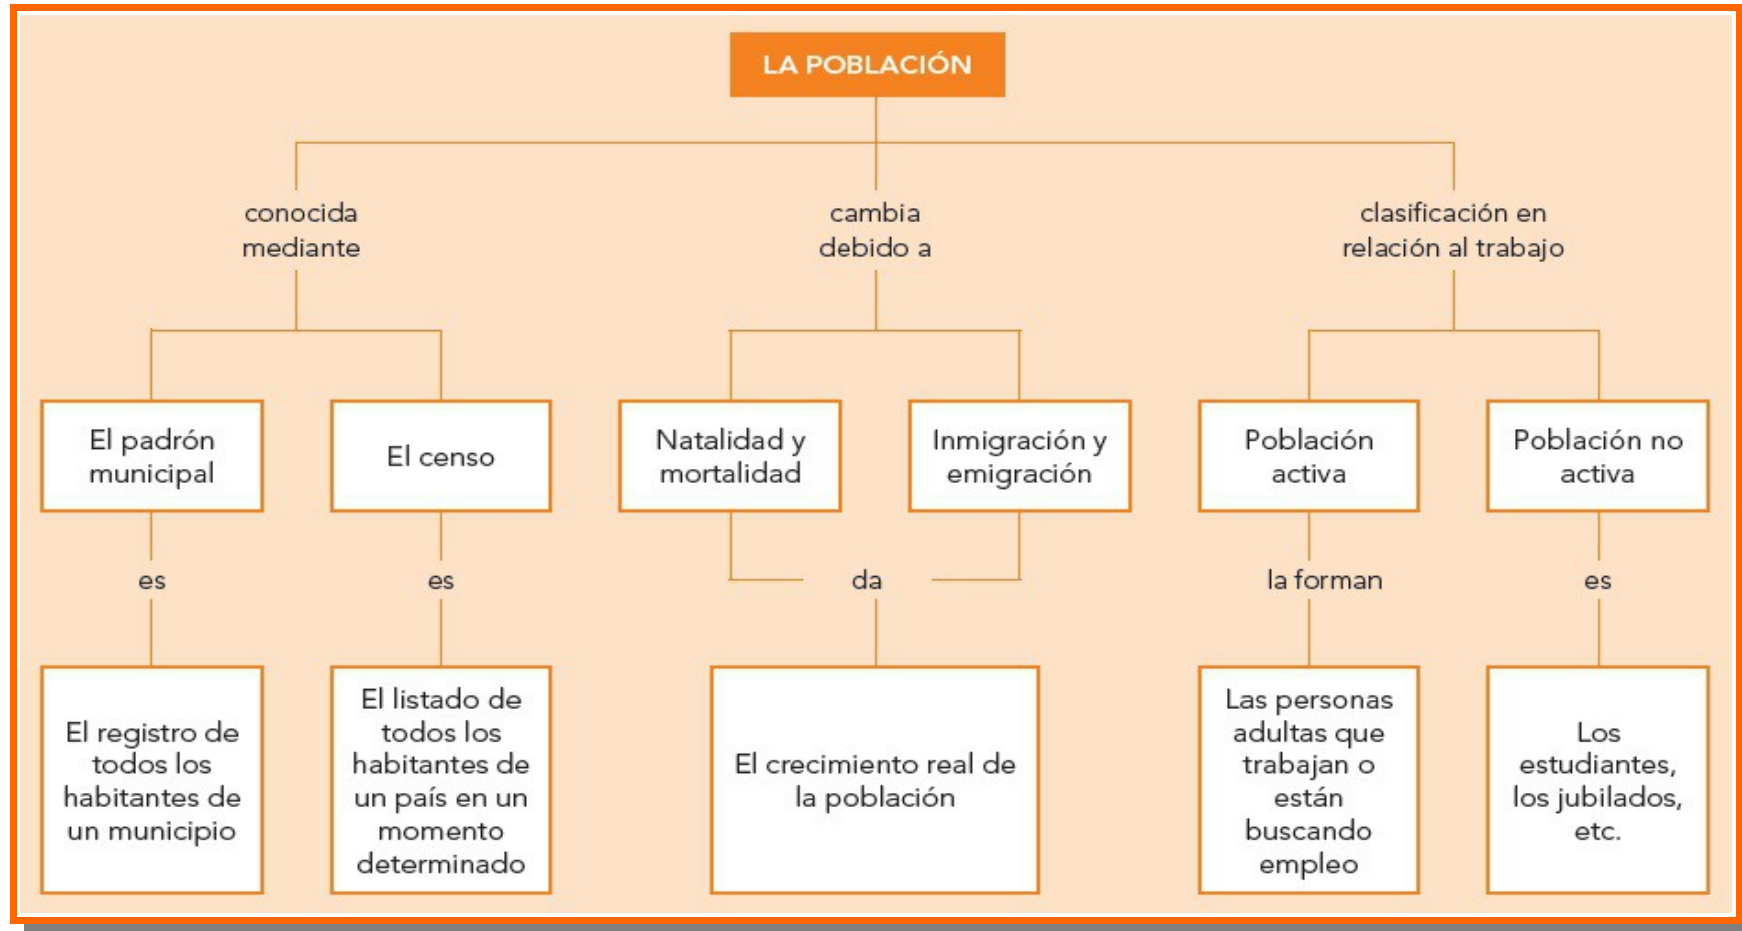 LA POBLACIÓN
conocida
mediante
cambia
debido a
clasificación en
relación al trabajo
El padrón
municipal
El censo
Natalidad y
mortalidad
Inmigración y
emigración
Población
activa
Población no
activa
es
es
da
la forman
es
El registro de
todos los
habitantes de
un municipio
El listado de
todos los
habitantes de
un país en un
momento
determinado
El crecimiento real de
la población
Las personas
adultas que
trabajan o
están
buscando
empleo
Los
estudiantes,
los jubilados,
etc.